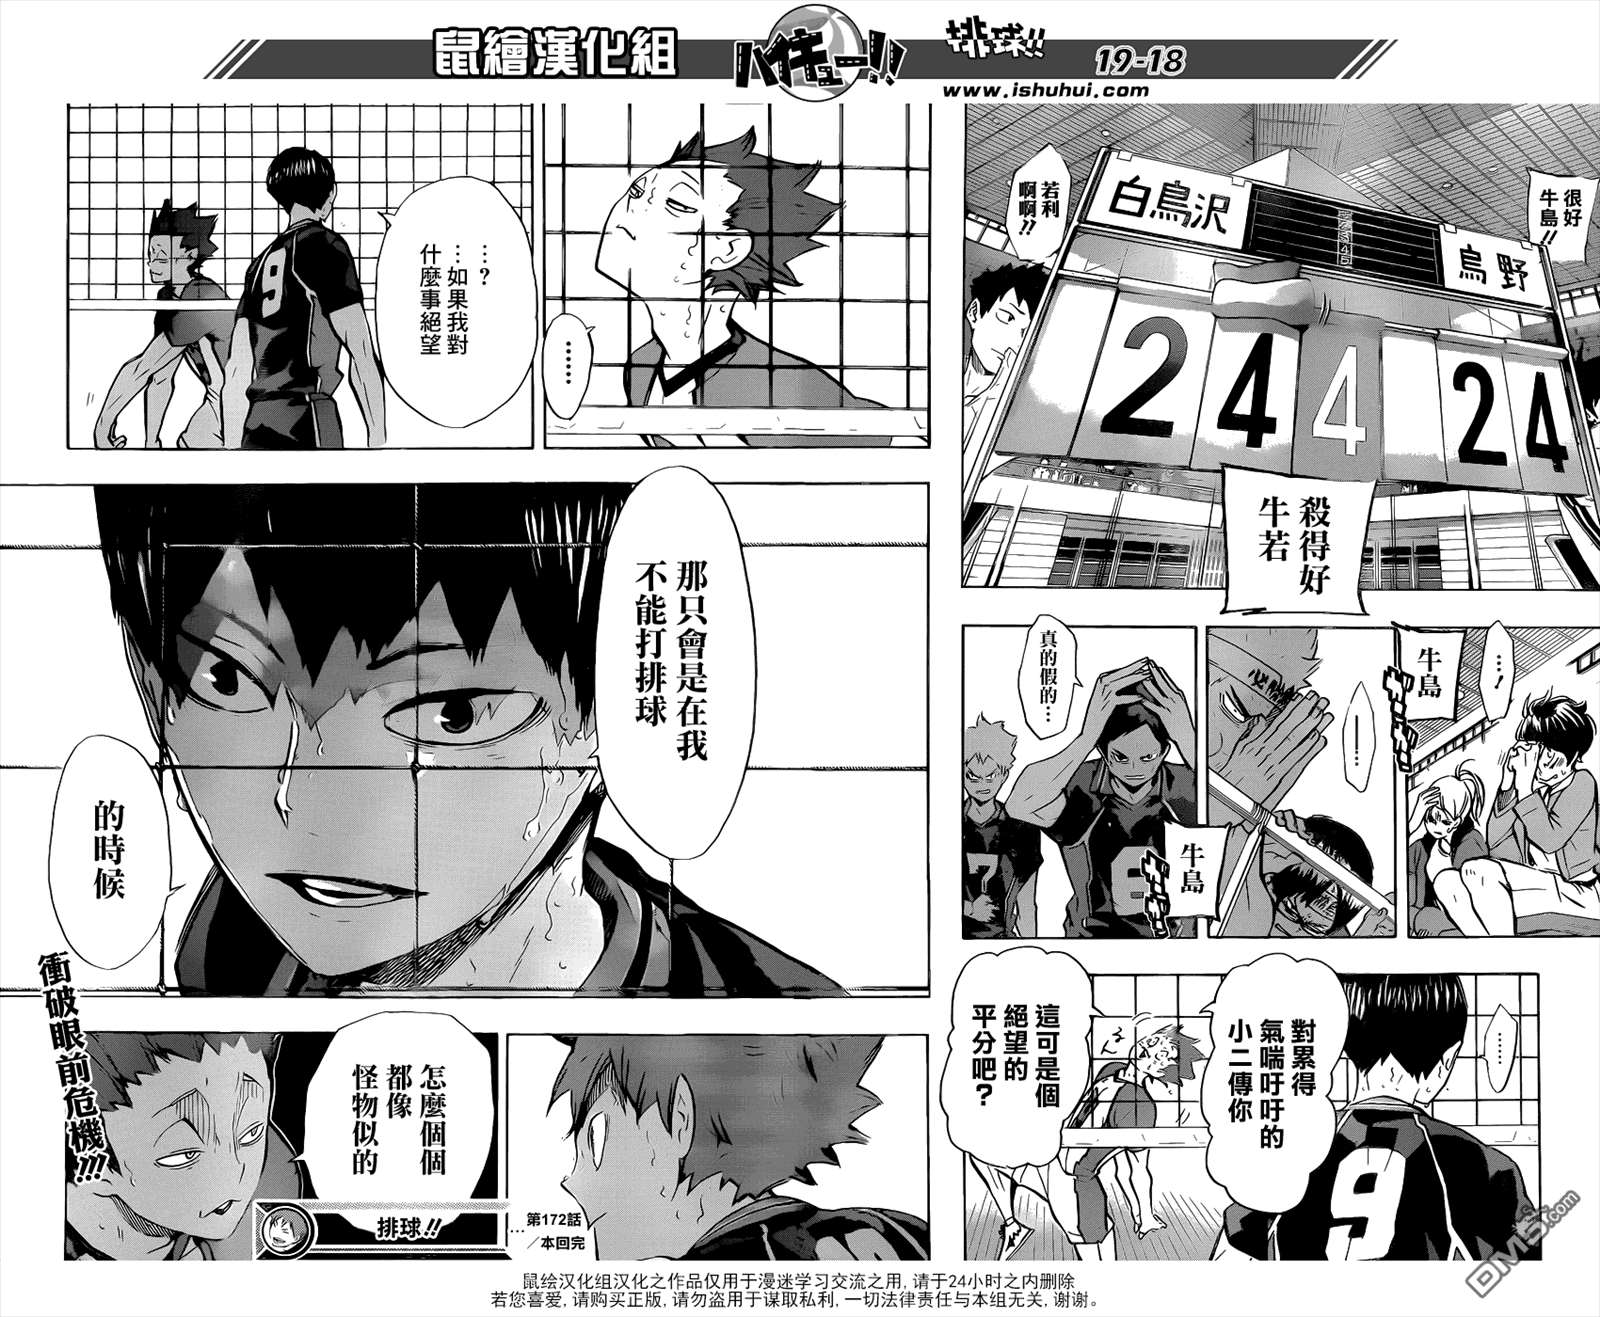 鼠繪漢化組
ハイキュー!!
排球!!
19-18
www.ishuhui.com
很好
牛島!!
若利
啊啊!!
白鳥沢
烏野
24
4
24
殺得好
牛若
…!
牛島
——
牛島
真的假的…
……
對累得
氣喘吁吁的
小二傳你
這可是個
絕望的
平分吧?
……
…?
…如果我對
什麼事絕望
那只會是在我
不能打排球
的時候
怎麼個個
都像
怪物似的
…
衝破眼前危機!!!
排球!!
第172話
／本回完
鼠绘汉化组汉化之作品仅用于漫迷学习交流之用,请于24小时之内删除
若您喜爱,请购买正版,请勿盗用于谋取私利,一切法律责任与本组无关,谢谢。